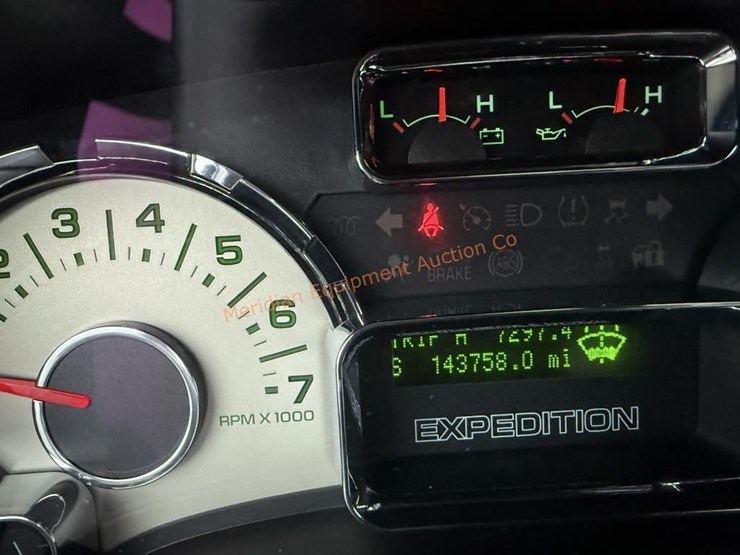 L H
L H
3 4 5 6 7
RPM X 1000
BRAKE
Meridian Equipment Auction Co
TRIP A 7297.4
143758.0 mi
EXPEDITION